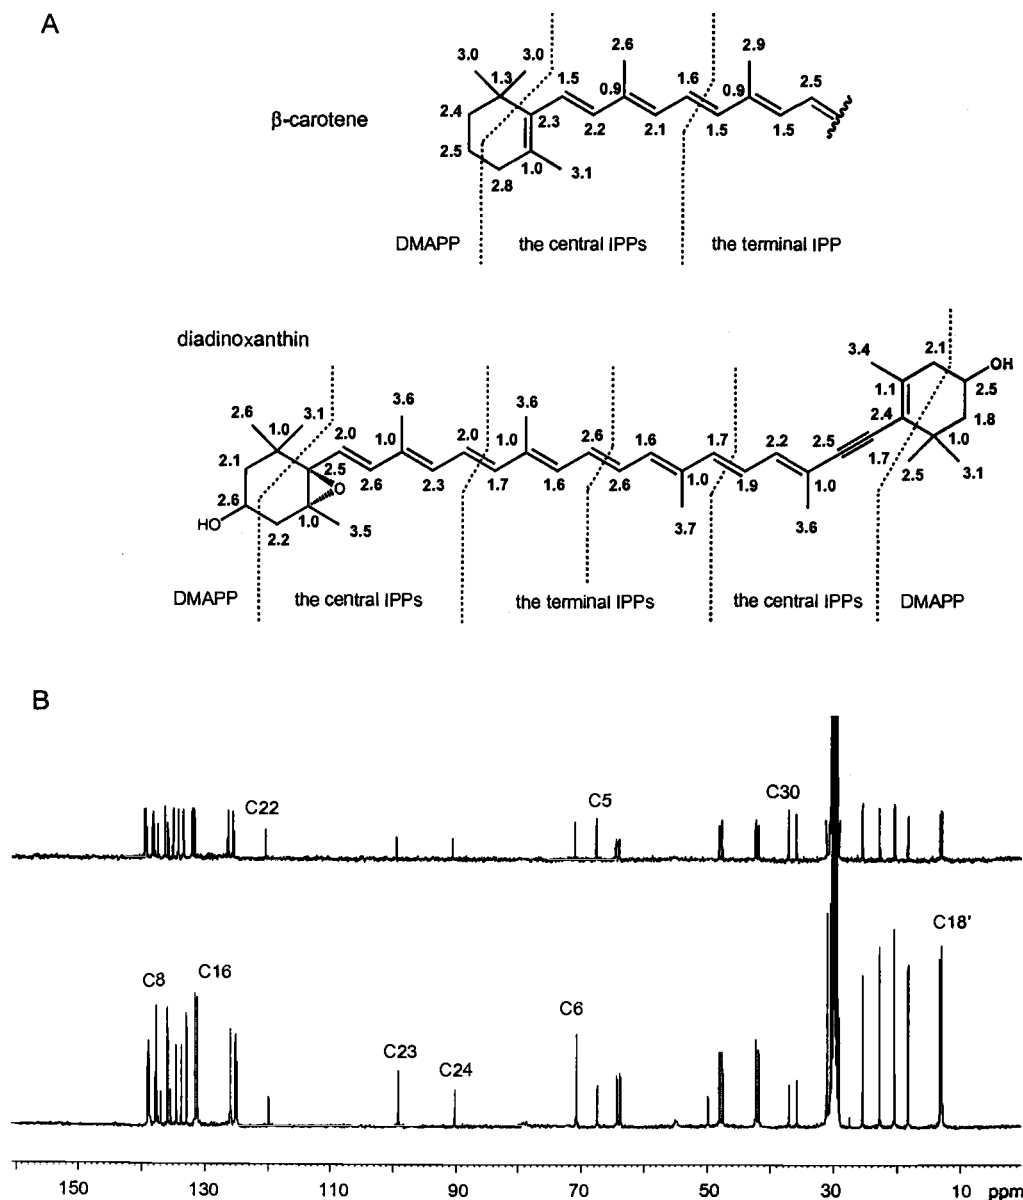 A
3.0 3.0 2.6 2.9
1.3 1.5 0.9 1.6 0.9 2.5
β-carotene
2.4 2.3 2.2 2.1 1.5 1.5
2.5 1.0 3.1
2.8
DMAPP the central IPPs the terminal IPP
diadinoxanthin
3.4 2.1 OH
2.6 3.1 3.6 3.6 1.1 2.5
1.0 2.0 1.0 2.0 1.0 2.6 1.6 1.7 2.2 2.5 2.4 1.8
2.1 2.5 2.6 2.3 1.7 1.6 2.6 1.0 1.9 1.0 1.7 2.5 1.0 3.1
2.6 O
HO 1.0 3.5 3.7 3.6
2.2
DMAPP the central IPPs the terminal IPPs the central IPPs DMAPP
B
C22 C5 C30
C8 C16 C6 C18'
C23 C24
150 130 110 90 70 50 30 10 ppm